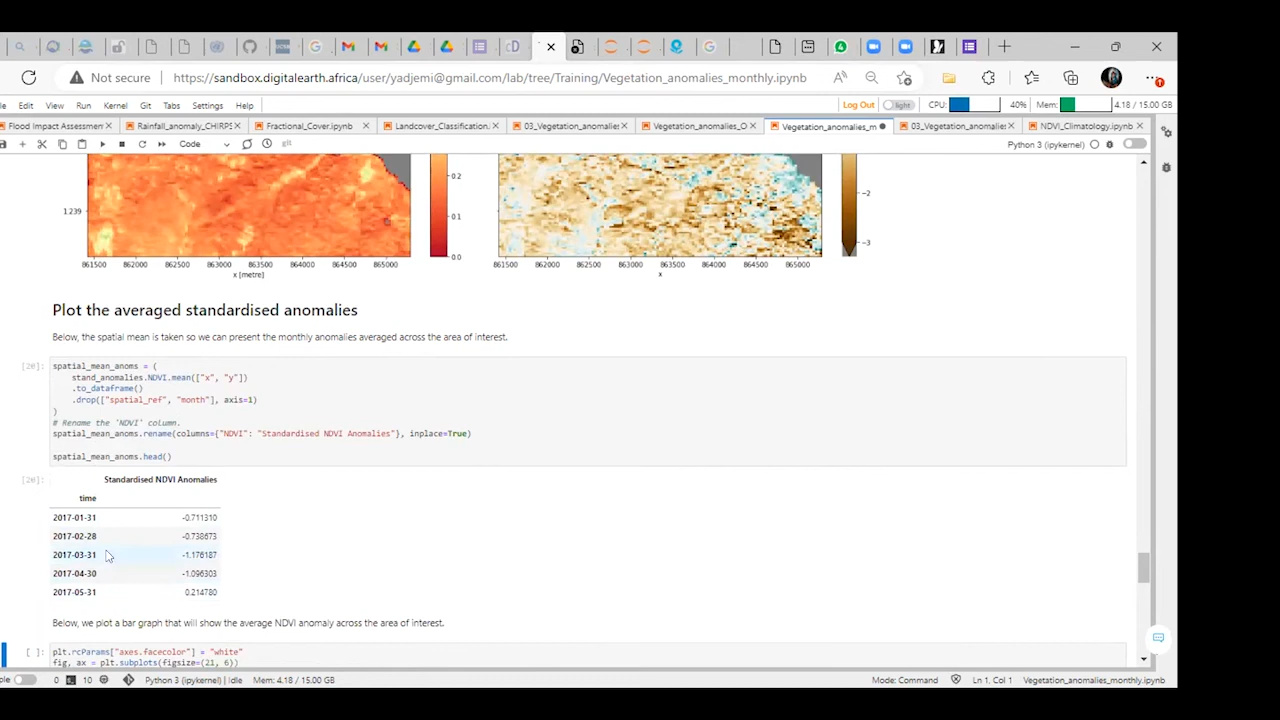 Not secure https://sandbox.digitalearth.africa/user/yadjemi@gmail.com/lab/tree/Training/Vegetation_anomalies_monthly.ipynb
le Edit View Run Kernel Git Tabs Settings Help Log Out light CPU: 40% Mem: 4.18 / 15.00 GB
Flood Impact Assessmen Rainfall_anomaly_CHIRPS Fractional_Cover.ipynb Landcover_Classification. 03_Vegetation_anomalies Vegetation_anomalies_O Vegetation_anomalies_m 03_Vegetation_anomalies NDVI_Climatology.ipynb
Code git Python 3 (ipykernel)
0.2 -2
1.239 0.1
0.0 -3
861500 862000 862500 863000 863500 864000 864500 865000 861500 862000 862500 863000 863500 864000 864500 865000
x [metre] x
Plot the averaged standardised anomalies
Below, the spatial mean is taken so we can present the monthly anomalies averaged across the area of interest.
[20]: spatial_mean_anoms = (
stand_anomalies.NDVI.mean(["x", "y"])
.to_dataframe()
.drop(["spatial_ref", "month"], axis=1)
)
# Rename the 'NDVI' column.
spatial_mean_anoms.rename(columns={"NDVI": "Standardised NDVI Anomalies"}, inplace=True)
spatial_mean_anoms.head()
[20]: Standardised NDVI Anomalies
time
2017-01-31 -0.711310
2017-02-28 -0.738673
2017-03-31 -1.176187
2017-04-30 -1.096303
2017-05-31 0.214780
Below, we plot a bar graph that will show the average NDVI anomaly across the area of interest.
[ ]: plt.rcParams["axes.facecolor"] = "white"
fig, ax = plt.subplots(figsize=(21, 6))
ple 0 10 Python 3 (ipykernel) | Idle Mem: 4.18 / 15.00 GB Mode: Command Ln 1, Col 1 Vegetation_anomalies_monthly.ipynb